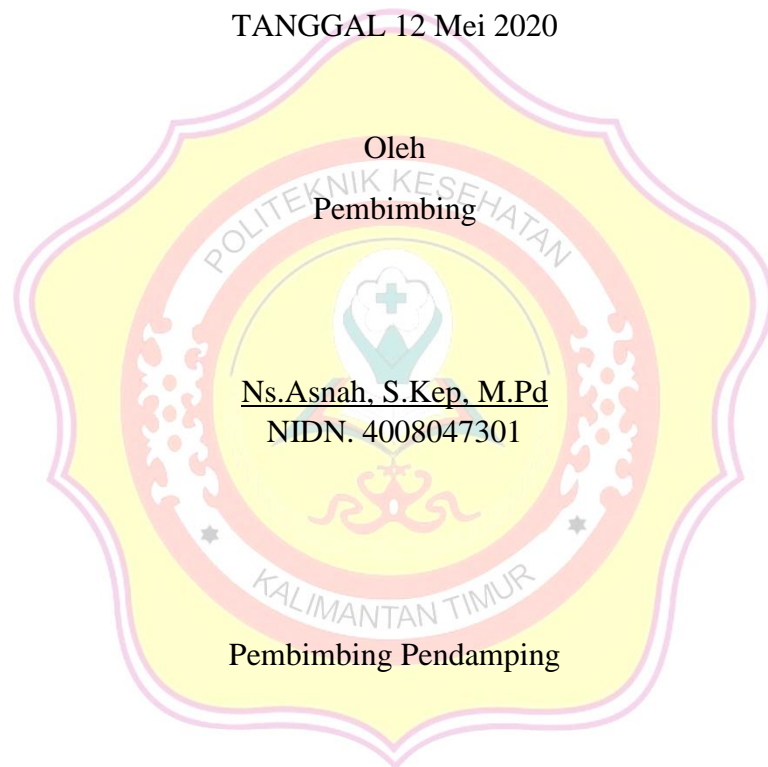 TANGGAL 12 Mei 2020
Oleh
POLITEKNIK KESEHATAN
Pembimbing
Ns.Asnah, S.Kep, M.Pd
NIDN. 4008047301
KALIMANTAN TIMUR
Pembimbing Pendamping